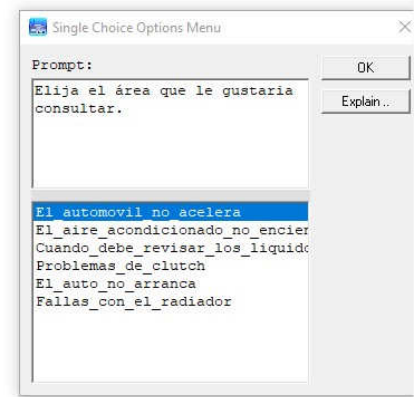 Single Choice Options Menu
Prompt:
OK
Elija el área que le gustaria
consultar.
Explain ..
El_automovil_no_acelera
El_aire_acondicionado_no_encien
Cuando_debe_revisar_los_liquido
Problemas_de_clutch
El_auto_no_arranca
Fallas_con_el_radiador